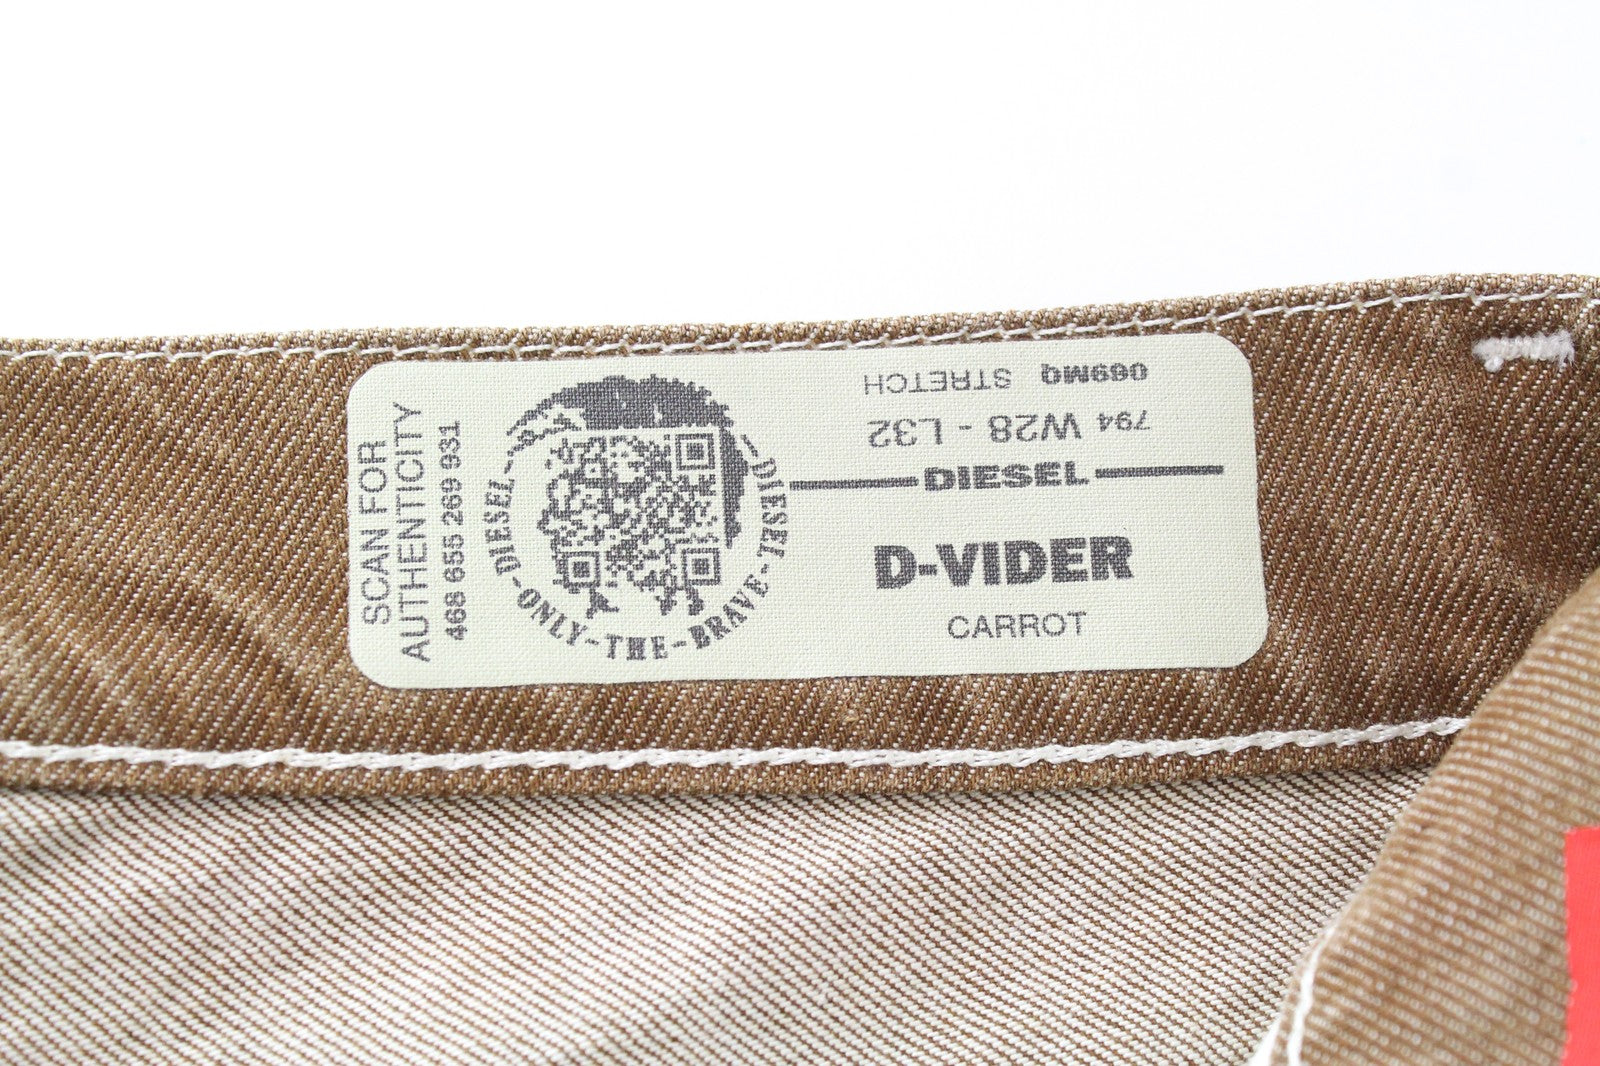 SCAN FOR
AUTHENTICITY
468 655 269 931
DIESEL-ONLY-THE-BRAVE-DIESEL
069MQ STRETCH
794 W28 - L32
DIESEL
D-VIDER
CARROT